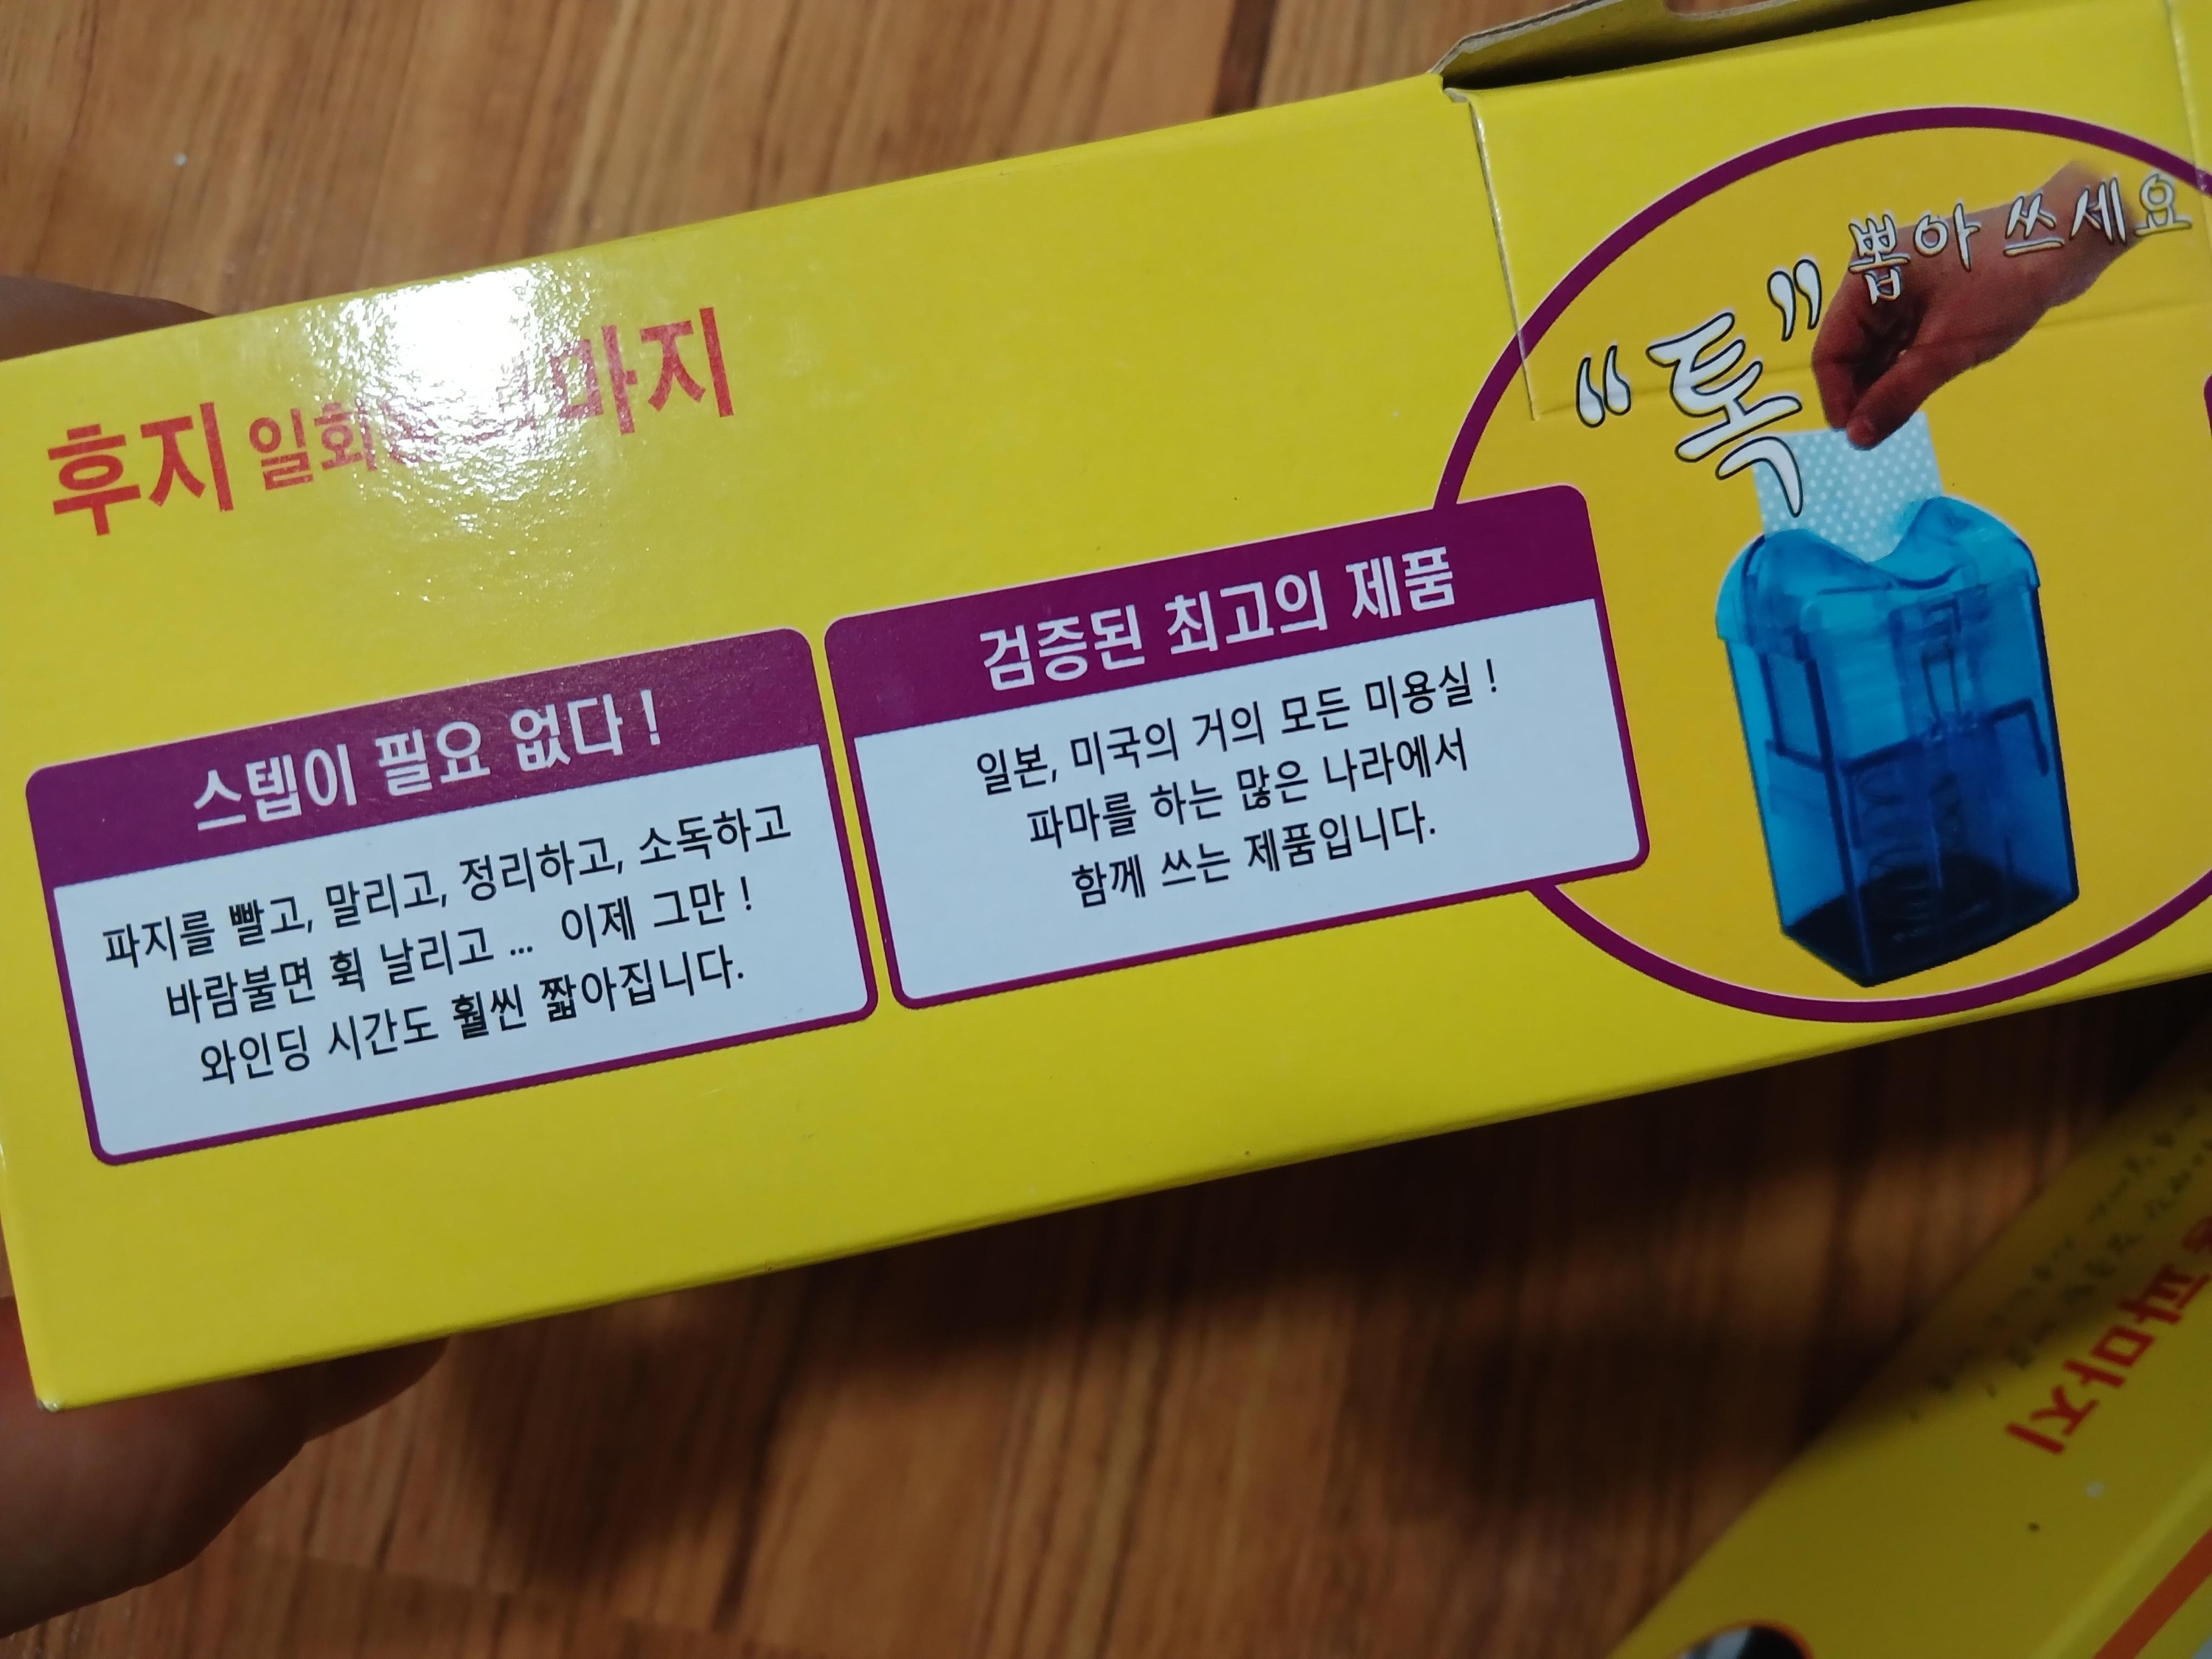 후지 일회용 파마지
스텝이 필요 없다!
파지를 빨고, 말리고, 정리하고, 소독하고
바람불면 휙 날리고 ... 이제 그만!
와인딩 시간도 훨씬 짧아집니다.
검증된 최고의 제품
일본, 미국의 거의 모든 미용실!
파마를 하는 많은 나라에서
함께 쓰는 제품입니다.
"톡" 뽑아 쓰세요
파마지